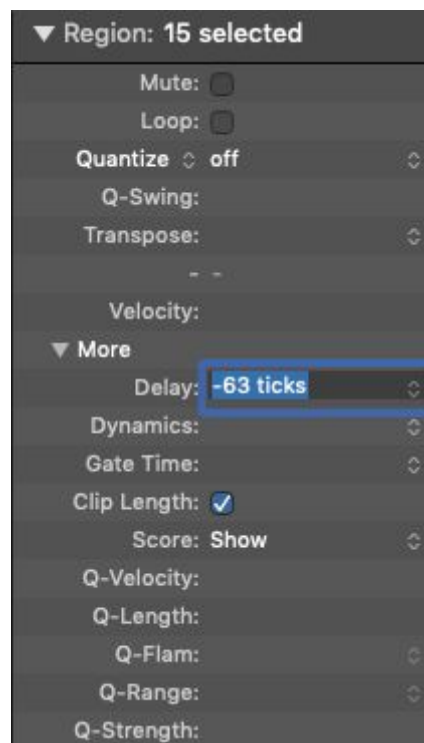 Region: 15 selected
Mute:
Loop:
Quantize off
Q-Swing:
Transpose:
- -
Velocity:
More
Delay: -63 ticks
Dynamics:
Gate Time:
Clip Length:
Score: Show
Q-Velocity:
Q-Length:
Q-Flam:
Q-Range:
Q-Strength: